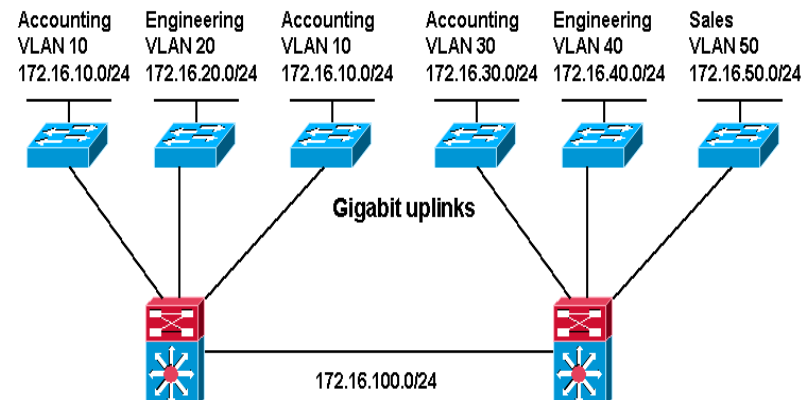 Accounting
VLAN 10
172.16.10.0/24
Engineering
VLAN 20
172.16.20.0/24
Accounting
VLAN 10
172.16.10.0/24
Accounting
VLAN 30
172.16.30.0/24
Engineering
VLAN 40
172.16.40.0/24
Sales
VLAN 50
172.16.50.0/24
Gigabit uplinks
172.16.100.0/24